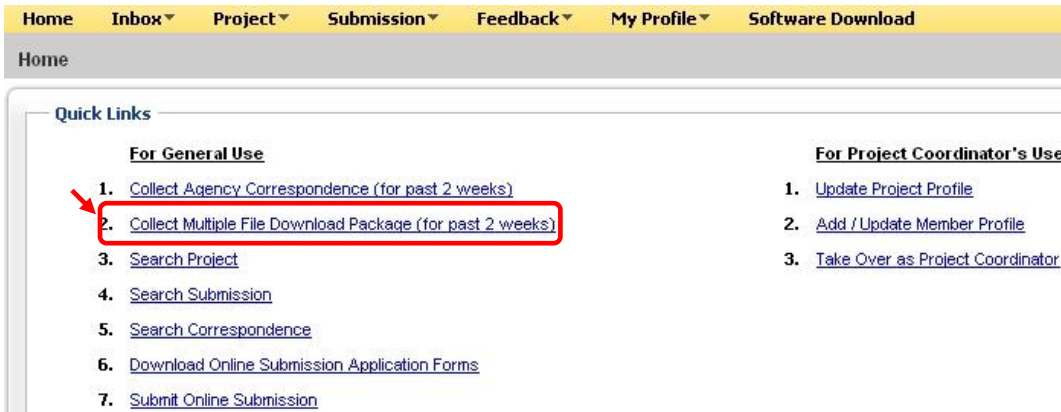 Home Inbox Project Submission Feedback My Profile Software Download
Home
Quick Links
For General Use
1. Collect Agency Correspondence (for past 2 weeks)
2. Collect Multiple File Download Package (for past 2 weeks)
3. Search Project
4. Search Submission
5. Search Correspondence
6. Download Online Submission Application Forms
7. Submit Online Submission
For Project Coordinator's Use
1. Update Project Profile
2. Add / Update Member Profile
3. Take Over as Project Coordinator